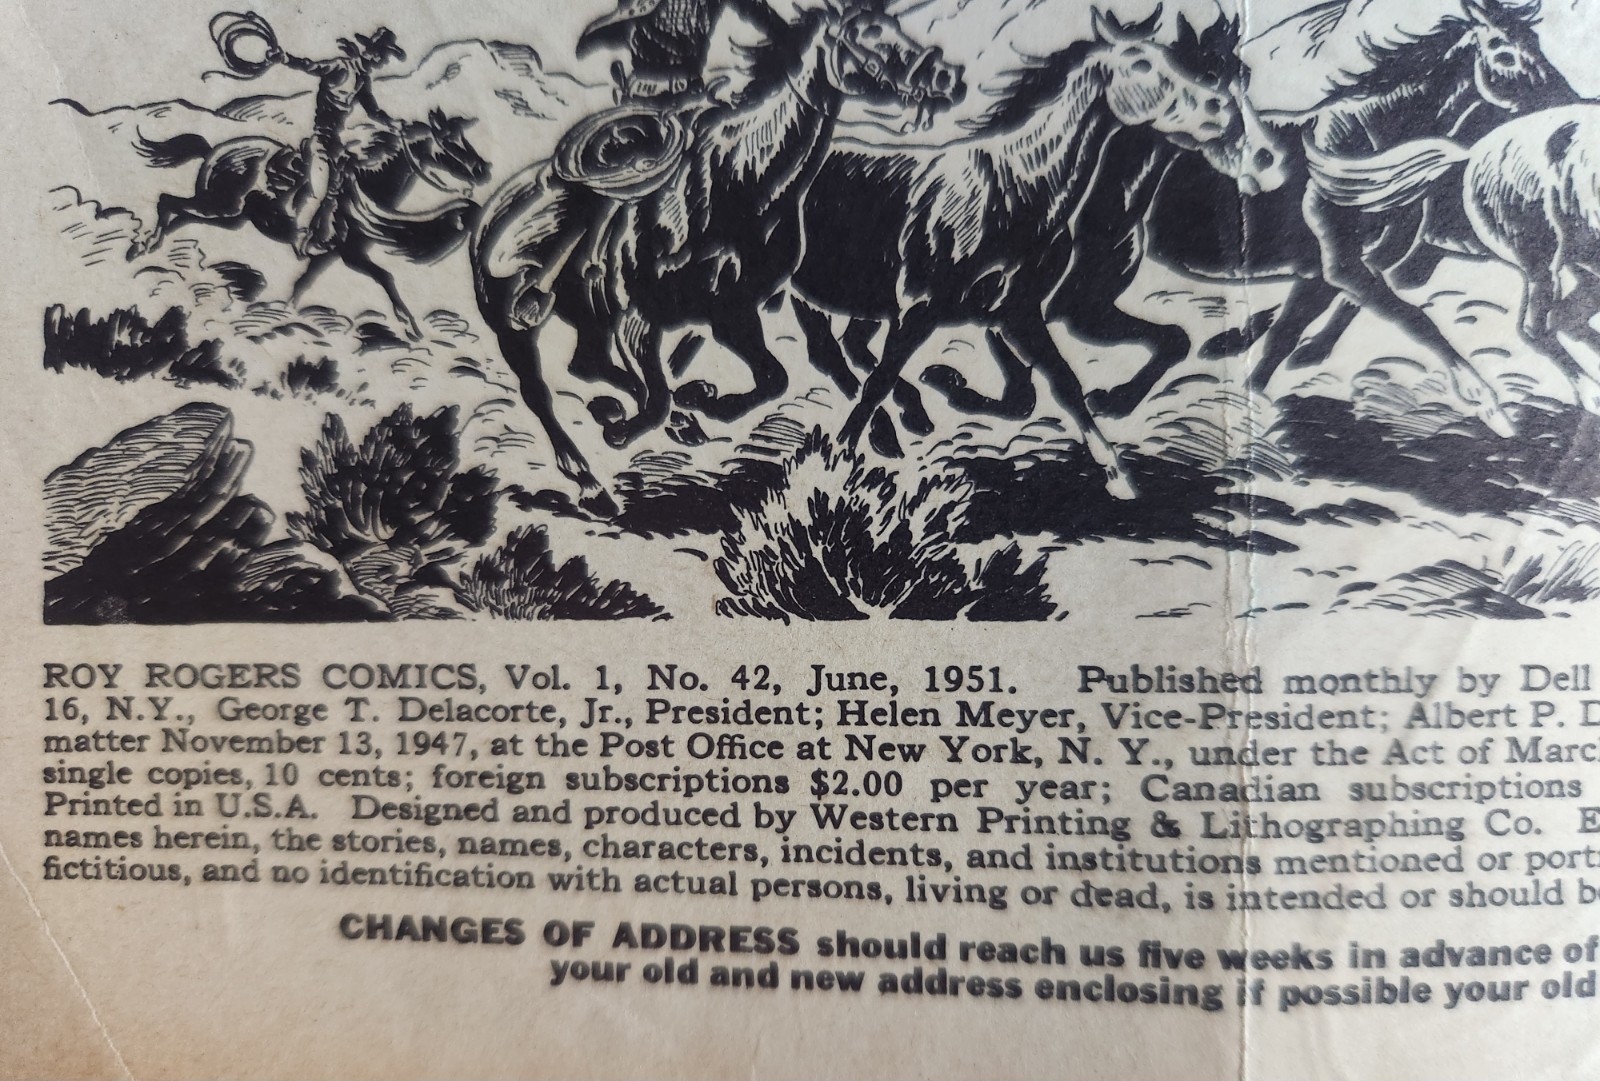 ROY ROGERS COMICS, Vol. 1, No. 42, June, 1951. Published monthly by Dell
16, N.Y., George T. Delacorte, Jr., President; Helen Meyer, Vice-President; Albert P. D
matter November 13, 1947, at the Post Office at New York, N. Y., under the Act of Marc
single copies, 10 cents; foreign subscriptions $2.00 per year; Canadian subscriptions
Printed in U.S.A. Designed and produced by Western Printing & Lithographing Co. E
names herein, the stories, names, characters, incidents, and institutions mentioned or port
fictitious, and no identification with actual persons, living or dead, is intended or should b
CHANGES OF ADDRESS should reach us five weeks in advance of
your old and new address enclosing if possible your old